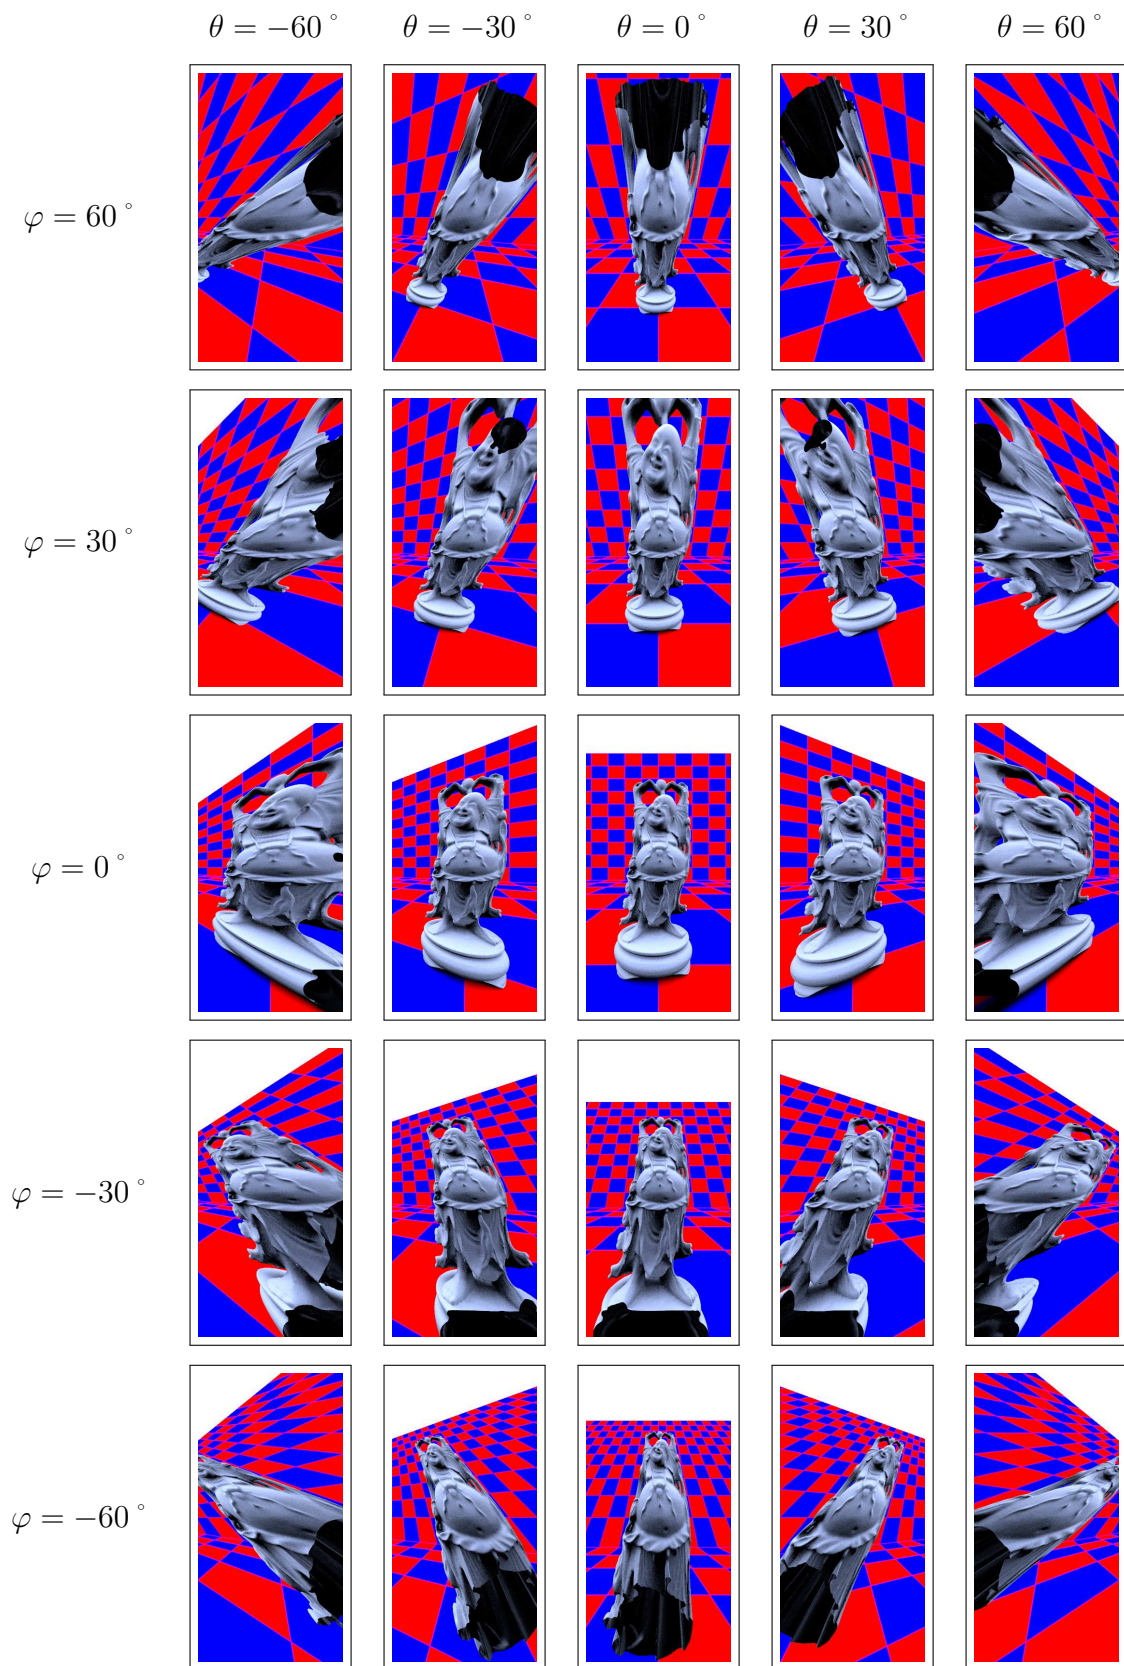 θ = −60° θ = −30° θ = 0° θ = 30° θ = 60°
φ = 60°
φ = 30°
φ = 0°
φ = −30°
φ = −60°